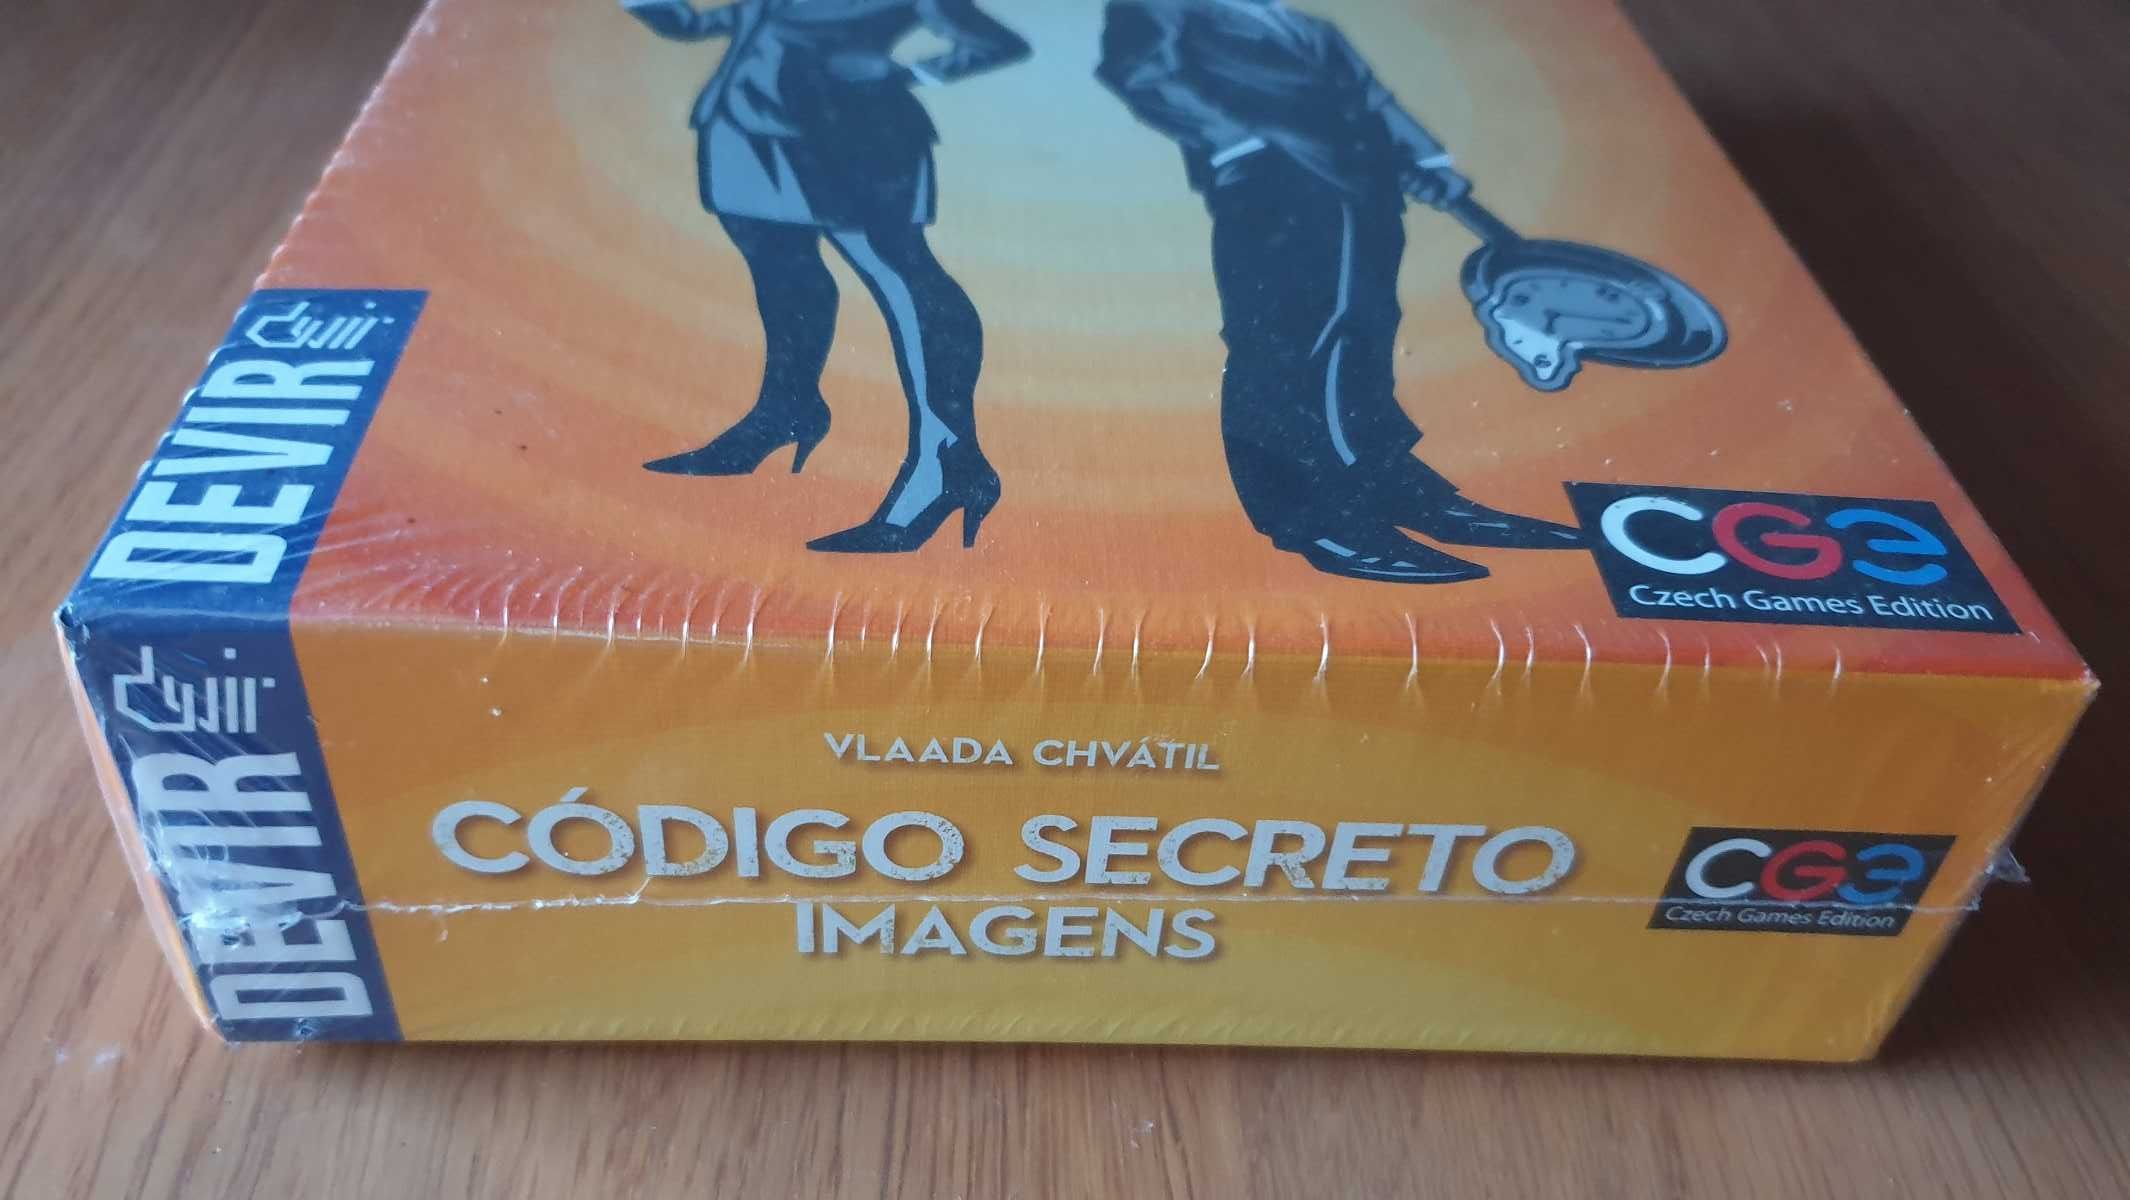 DEVIR
CGE
Czech Games Edition
DEVIR
VLAADA CHVÁTIL
CÓDIGO SECRETO
IMAGENS
CGE
Czech Games Edition